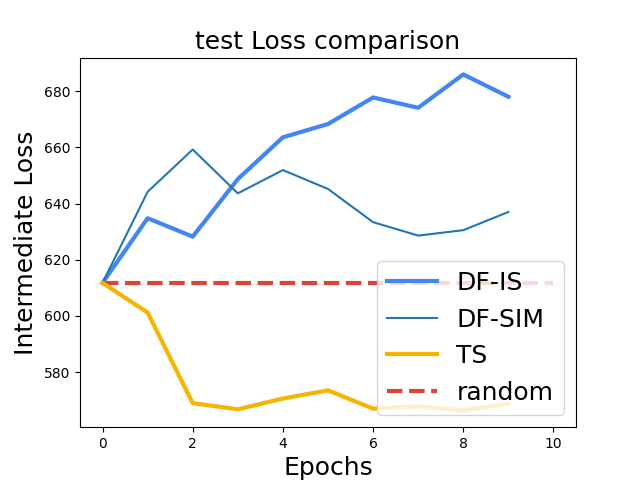 test Loss comparison
Intermediate Loss
680
660
640
620
600
580
DF-IS
DF-SIM
TS
random
0 2 4 6 8 10
Epochs